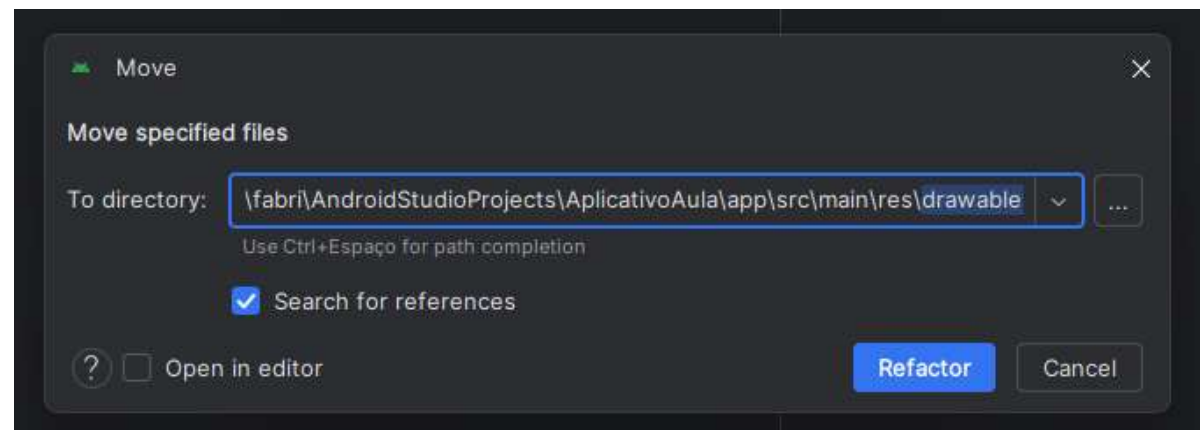 Move
Move specified files
To directory: \fabri\AndroidStudioProjects\AplicativoAula\app\src\main\res\drawable ...
Use Ctrl+Espaço for path completion
Search for references
? Open in editor Refactor Cancel